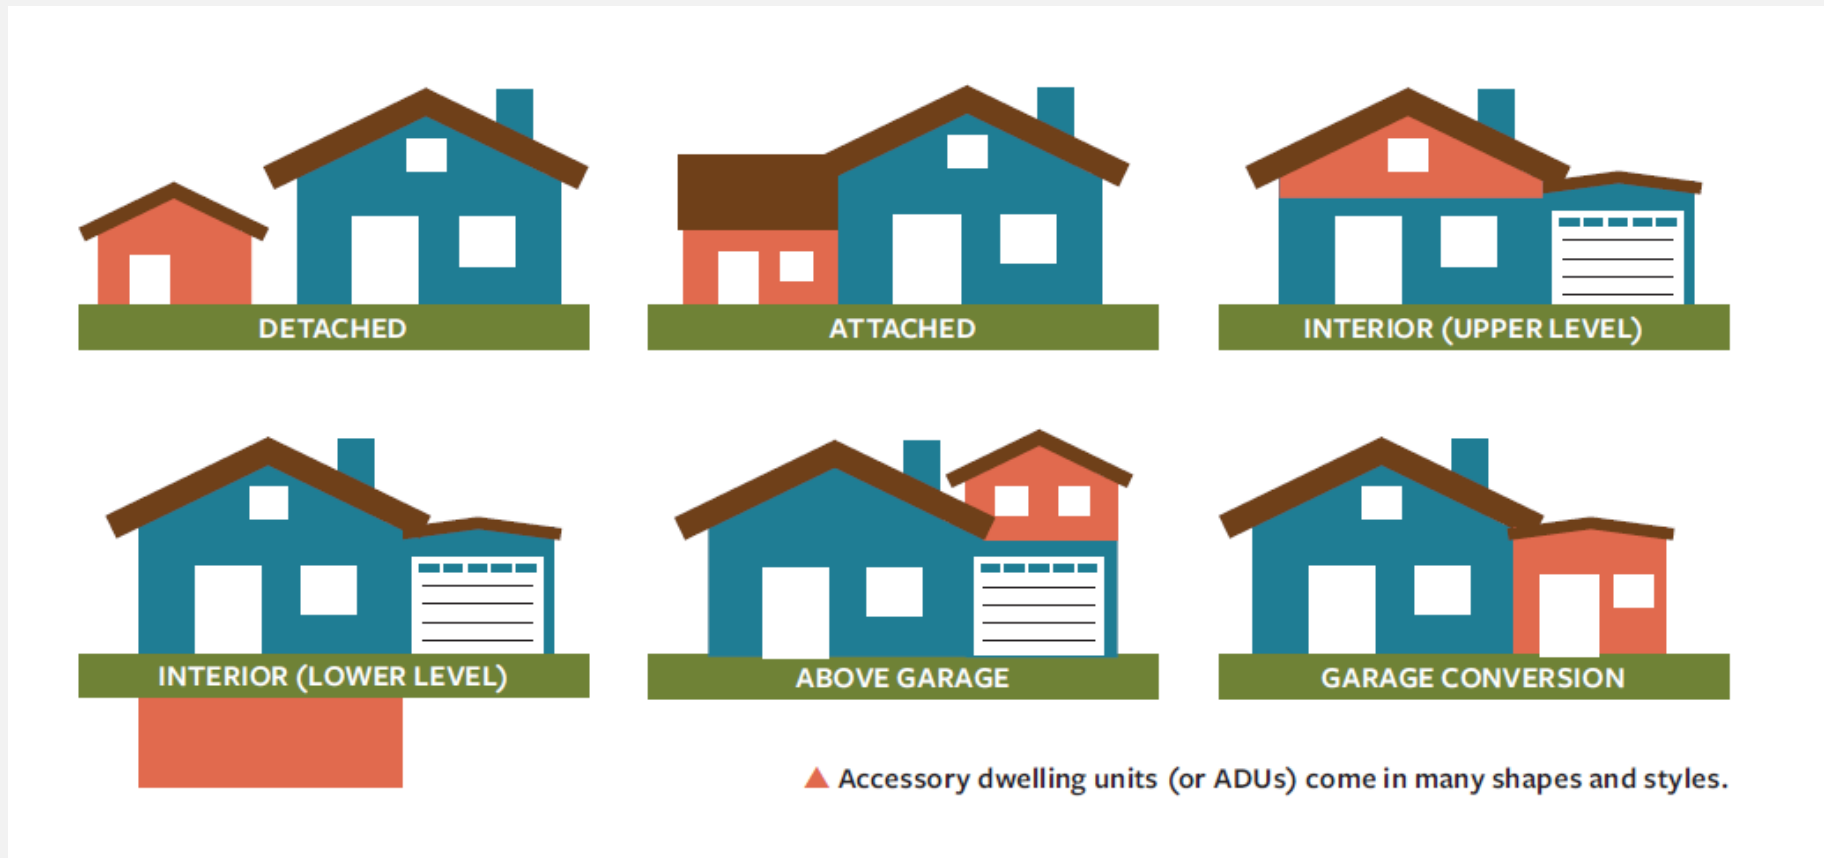 DETACHED
ATTACHED
INTERIOR (UPPER LEVEL)
INTERIOR (LOWER LEVEL)
ABOVE GARAGE
GARAGE CONVERSION
Accessory dwelling units (or ADUs) come in many shapes and styles.